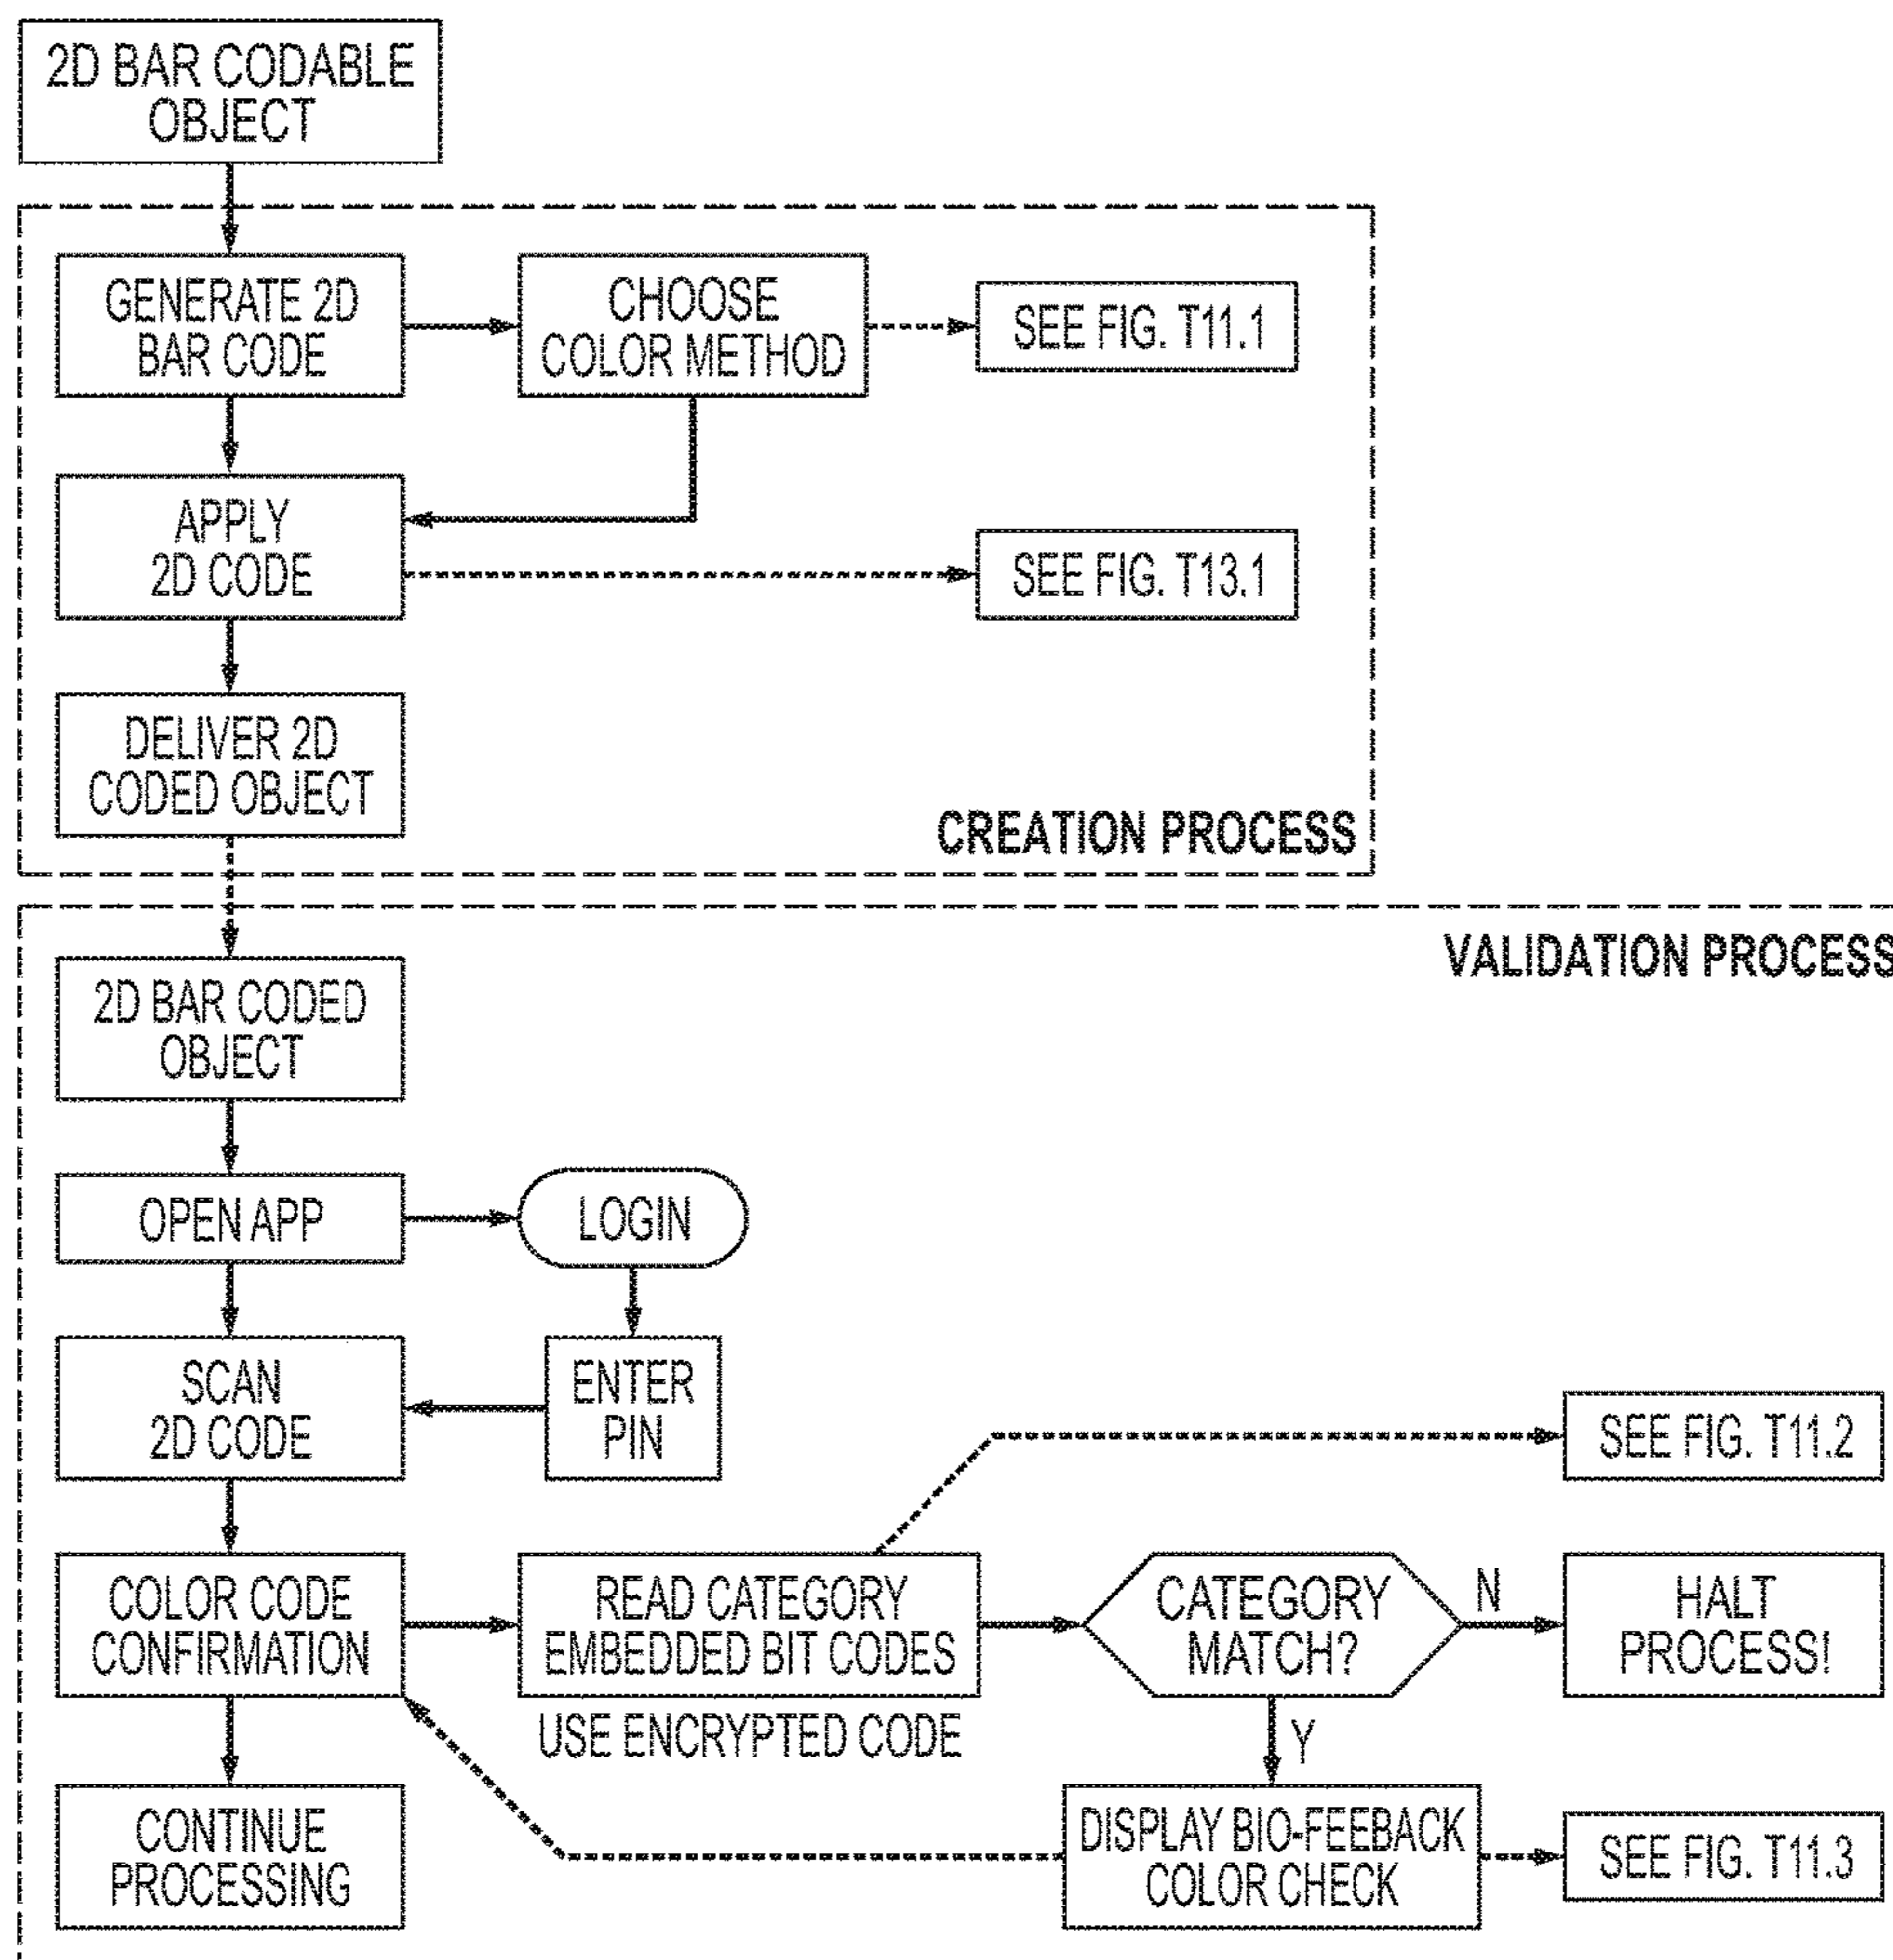 2D BAR CODABLE
OBJECT
GENERATE 2D
BAR CODE
CHOOSE
COLOR METHOD
SEE FIG. T11.1
APPLY
2D CODE
SEE FIG. T13.1
DELIVER 2D
CODED OBJECT
CREATION PROCESS
VALIDATION PROCESS
2D BAR CODED
OBJECT
OPEN APP
LOGIN
SCAN
2D CODE
ENTER
PIN
SEE FIG. T11.2
COLOR CODE
CONFIRMATION
READ CATEGORY
EMBEDDED BIT CODES
USE ENCRYPTED CODE
CATEGORY
MATCH?
N
HALT
PROCESS!
Y
CONTINUE
PROCESSING
DISPLAY BIO-FEEBACK
COLOR CHECK
SEE FIG. T11.3